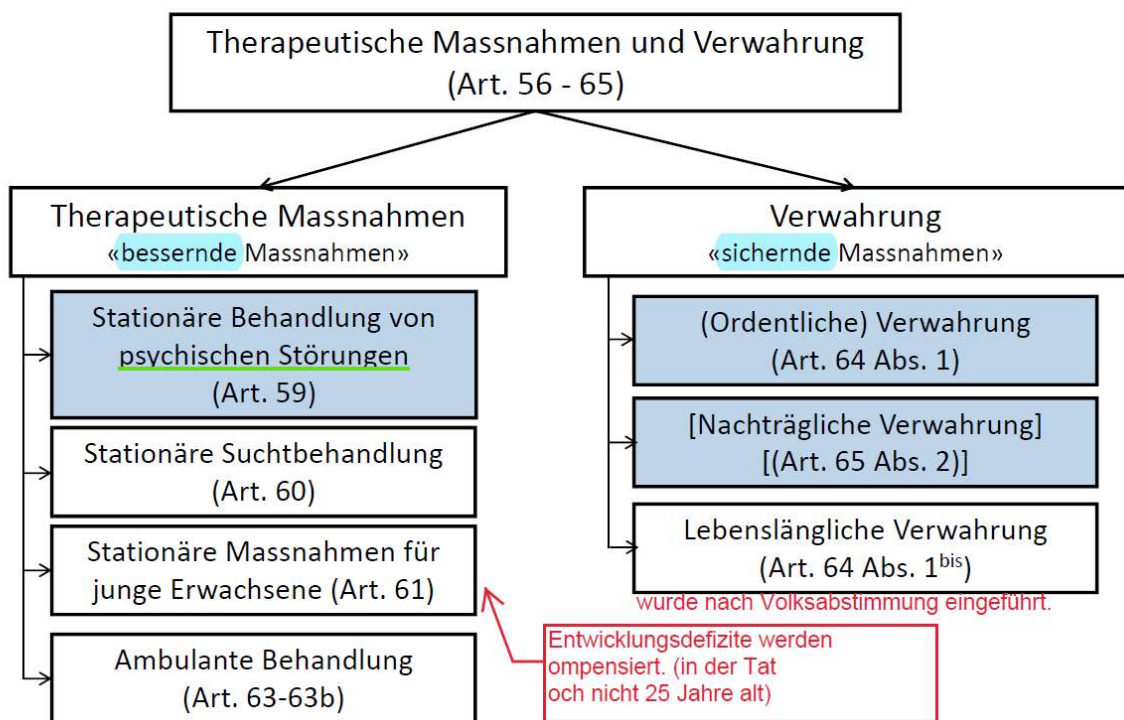 Therapeutische Massnahmen und Verwahrung
(Art. 56 - 65)
Therapeutische Massnahmen
«bessernde Massnahmen»
Stationäre Behandlung von
psychischen Störungen
(Art. 59)
Stationäre Suchtbehandlung
(Art. 60)
Stationäre Massnahmen für
junge Erwachsene (Art. 61)
Ambulante Behandlung
(Art. 63-63b)
Verwahrung
«sichernde Massnahmen»
(Ordentliche) Verwahrung
(Art. 64 Abs. 1)
[Nachträgliche Verwahrung]
[(Art. 65 Abs. 2)]
Lebenslängliche Verwahrung
(Art. 64 Abs. 1bis)
wurde nach Volksabstimmung eingeführt.
Entwicklungsdefizite werden
ompensiert. (in der Tat
och nicht 25 Jahre alt)